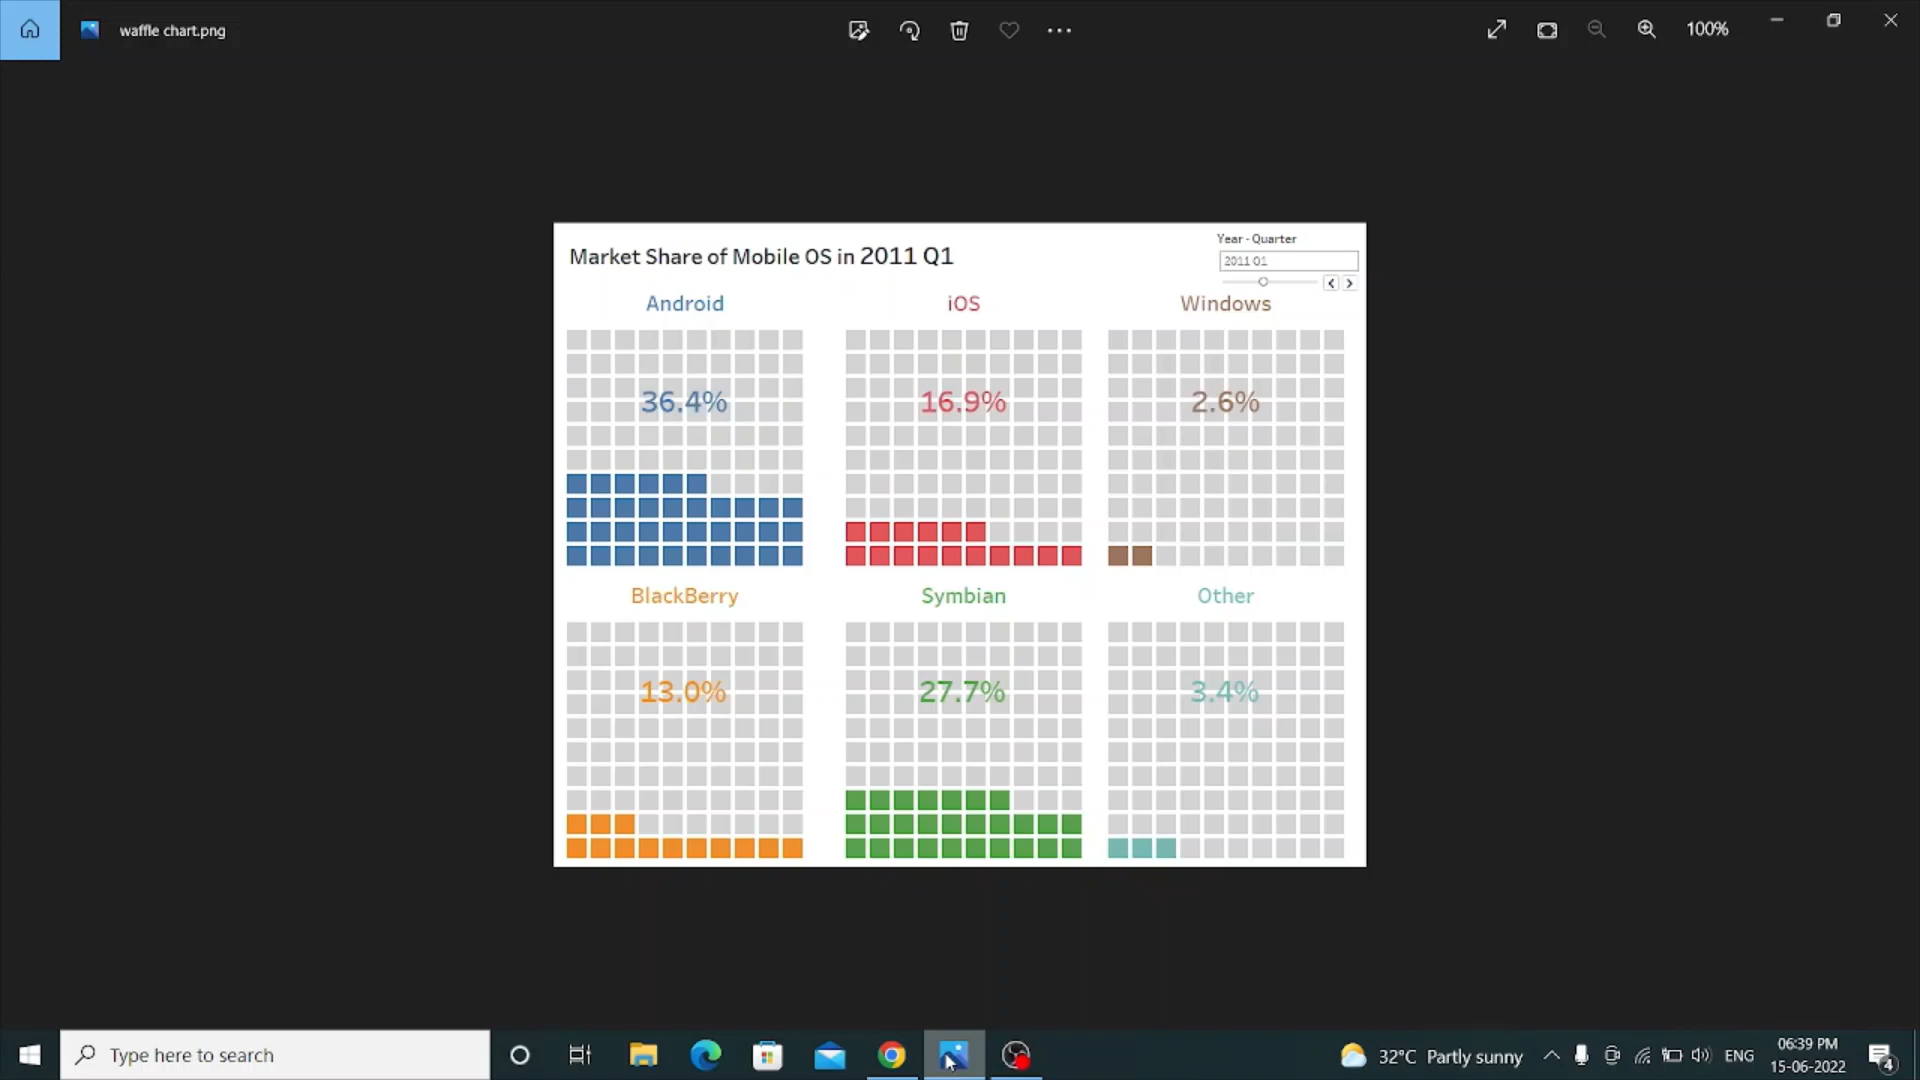 waffle chart.png
100%
Market Share of Mobile OS in 2011 Q1
Year - Quarter
2011 Q1
Android
iOS
Windows
36.4%
16.9%
2.6%
BlackBerry
Symbian
Other
13.0%
27.7%
3.4%
Type here to search
32°C Partly sunny
ENG
06:39 PM
15-06-2022
4